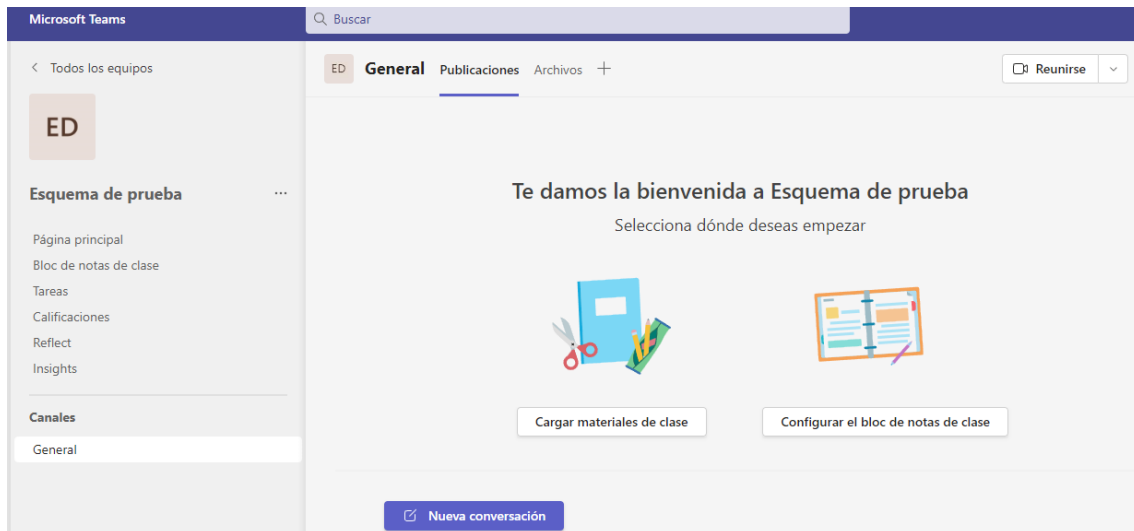 Microsoft Teams
Buscar
Todos los equipos
ED
Esquema de prueba
Página principal
Bloc de notas de clase
Tareas
Calificaciones
Reflect
Insights
Canales
General
ED General Publicaciones Archivos
Reunirse
Te damos la bienvenida a Esquema de prueba
Selecciona dónde deseas empezar
Cargar materiales de clase
Configurar el bloc de notas de clase
Nueva conversación